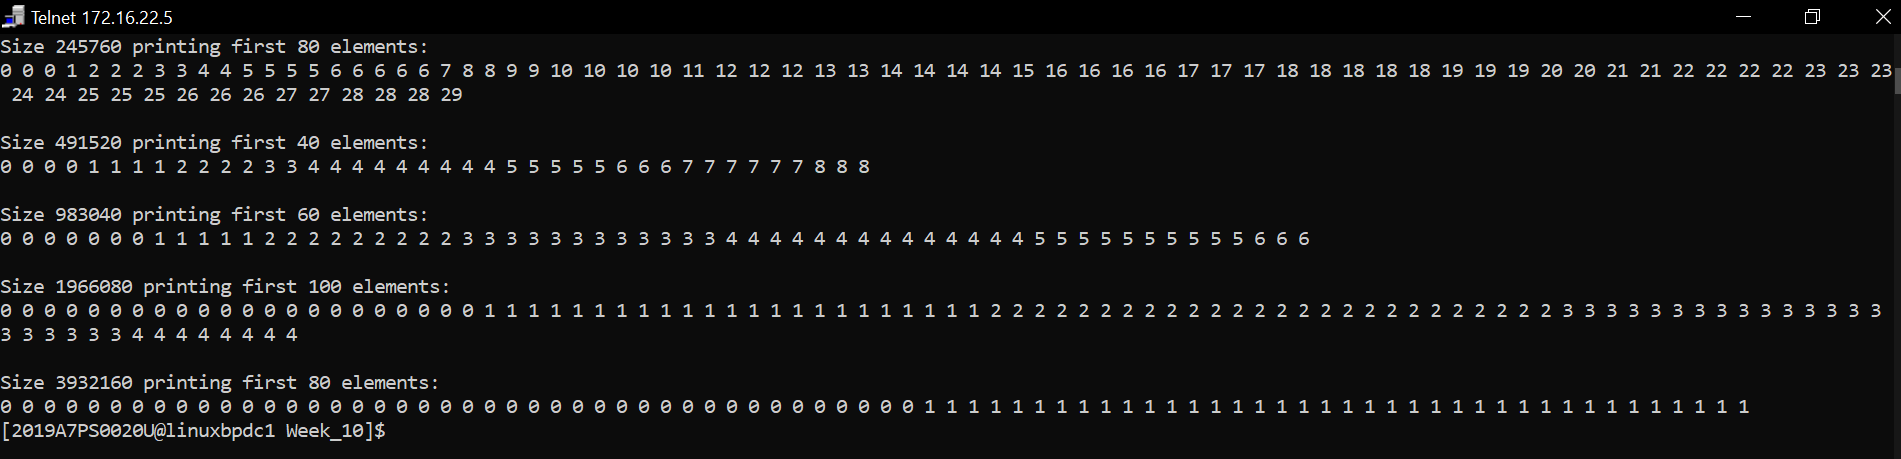 Telnet 172.16.22.5
Size 245760 printing first 80 elements:
0 0 0 1 2 2 2 3 3 4 4 5 5 5 5 6 6 6 6 6 7 8 8 9 9 10 10 10 10 11 12 12 12 13 13 14 14 14 14 15 16 16 16 16 17 17 17 18 18 18 18 18 19 19 19 20 20 21 21 22 22 22 22 23 23 23
24 24 25 25 25 26 26 26 27 27 28 28 28 29
Size 491520 printing first 40 elements:
0 0 0 0 1 1 1 1 2 2 2 2 3 3 4 4 4 4 4 4 4 4 4 5 5 5 5 5 6 6 6 7 7 7 7 7 7 8 8 8
Size 983040 printing first 60 elements:
0 0 0 0 0 0 0 1 1 1 1 1 2 2 2 2 2 2 2 2 2 3 3 3 3 3 3 3 3 3 3 3 3 4 4 4 4 4 4 4 4 4 4 4 4 4 4 5 5 5 5 5 5 5 5 5 5 6 6 6
Size 1966080 printing first 100 elements:
0 0 0 0 0 0 0 0 0 0 0 0 0 0 0 0 0 0 0 0 0 0 1 1 1 1 1 1 1 1 1 1 1 1 1 1 1 1 1 1 1 1 1 1 1 2 2 2 2 2 2 2 2 2 2 2 2 2 2 2 2 2 2 2 2 2 2 2 2 2 2 3 3 3 3 3 3 3 3 3 3 3 3 3 3 3
3 3 3 3 3 3 4 4 4 4 4 4 4 4
Size 3932160 printing first 80 elements:
0 0 0 0 0 0 0 0 0 0 0 0 0 0 0 0 0 0 0 0 0 0 0 0 0 0 0 0 0 0 0 0 0 0 0 0 0 0 0 0 0 0 1 1 1 1 1 1 1 1 1 1 1 1 1 1 1 1 1 1 1 1 1 1 1 1 1 1 1 1 1 1 1 1 1 1 1 1 1 1
[2019A7PS0020U@linuxbpdc1 Week_10]$